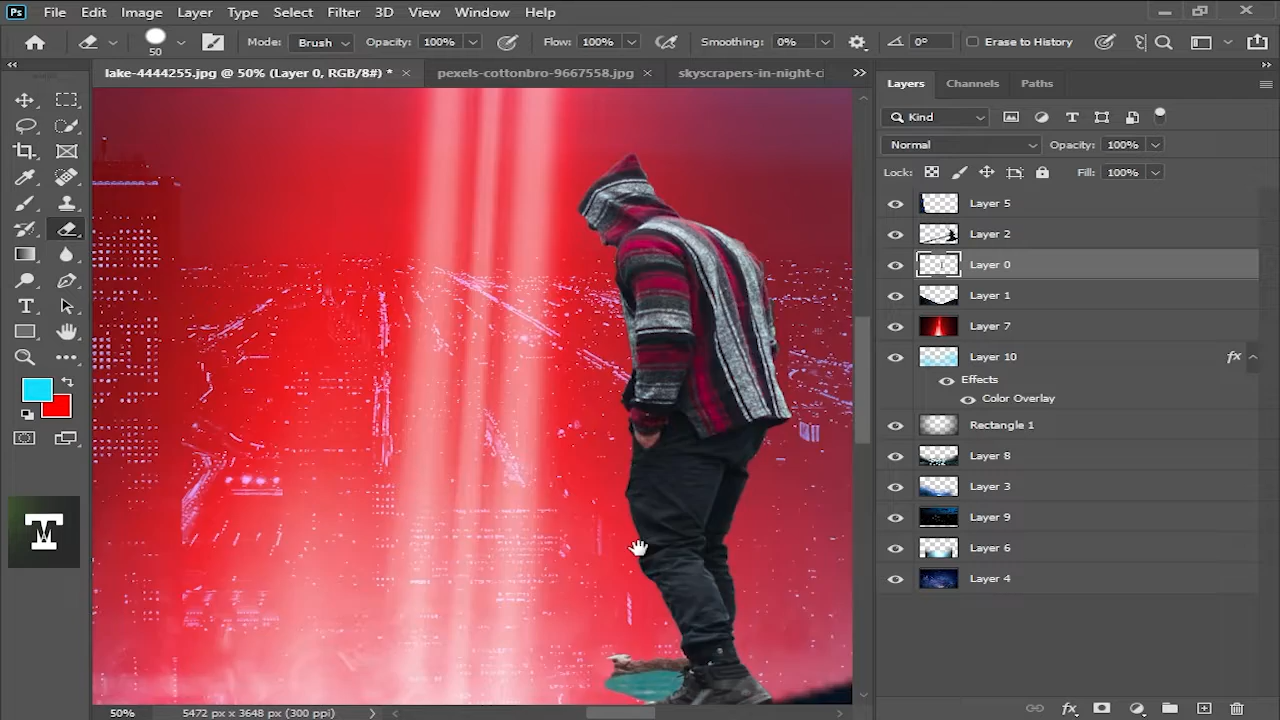 Ps File Edit Image Layer Type Select Filter 3D View Window Help
50 Mode: Brush Opacity: 100% Flow: 100% Smoothing: 0% 0° Erase to History
lake-4444255.jpg @ 50% (Layer 0, RGB/8#) * × pexels-cottonbro-9667558.jpg × skyscrapers-in-night-c
Layers Channels Paths
Kind
Normal Opacity: 100%
Lock: Fill: 100%
Layer 5
Layer 2
Layer 0
Layer 1
Layer 7
Layer 10 fx
Effects
Color Overlay
Rectangle 1
Layer 8
Layer 3
Layer 9
Layer 6
Layer 4
50% 5472 px x 3648 px (300 ppi)
fx